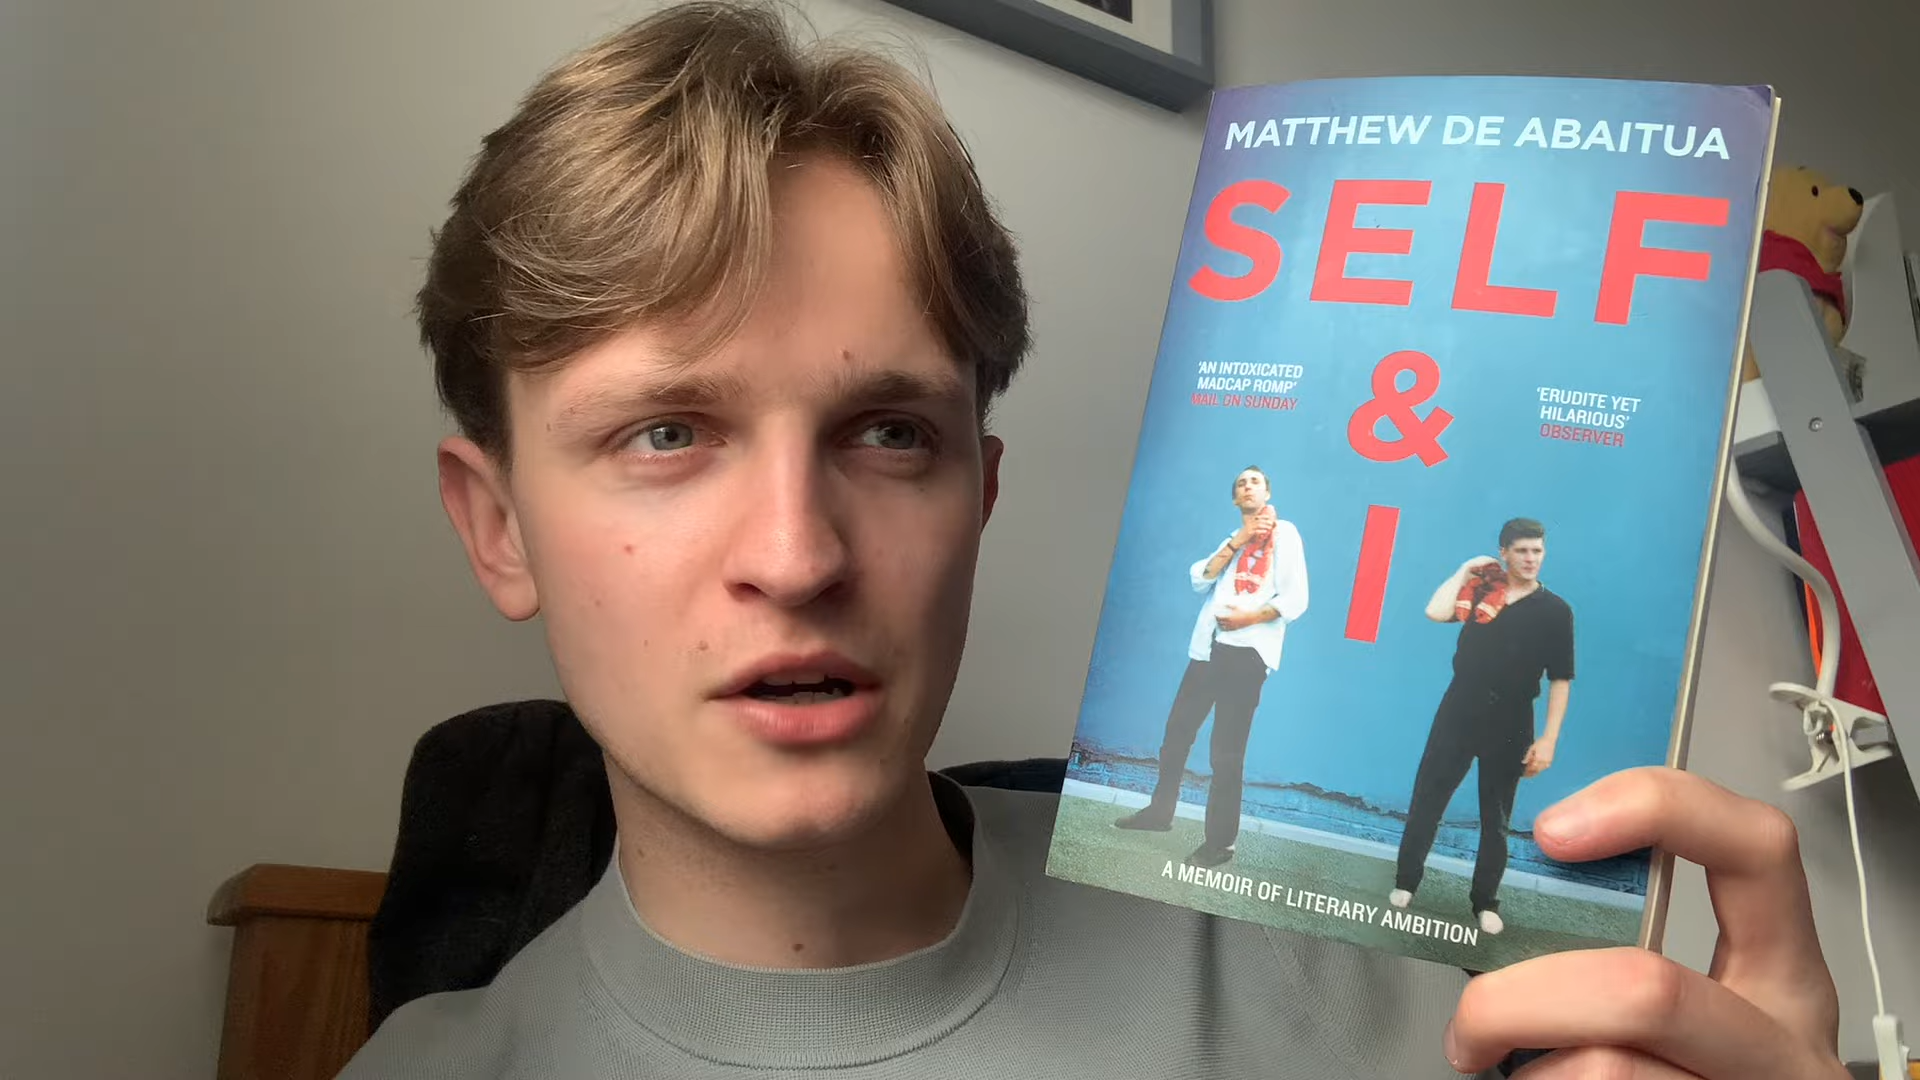 MATTHEW DE ABAITUA
SELF
&
I
'AN INTOXICATED
MADCAP ROMP'
MAIL ON SUNDAY
'ERUDITE YET
HILARIOUS'
OBSERVER
A MEMOIR OF LITERARY AMBITION